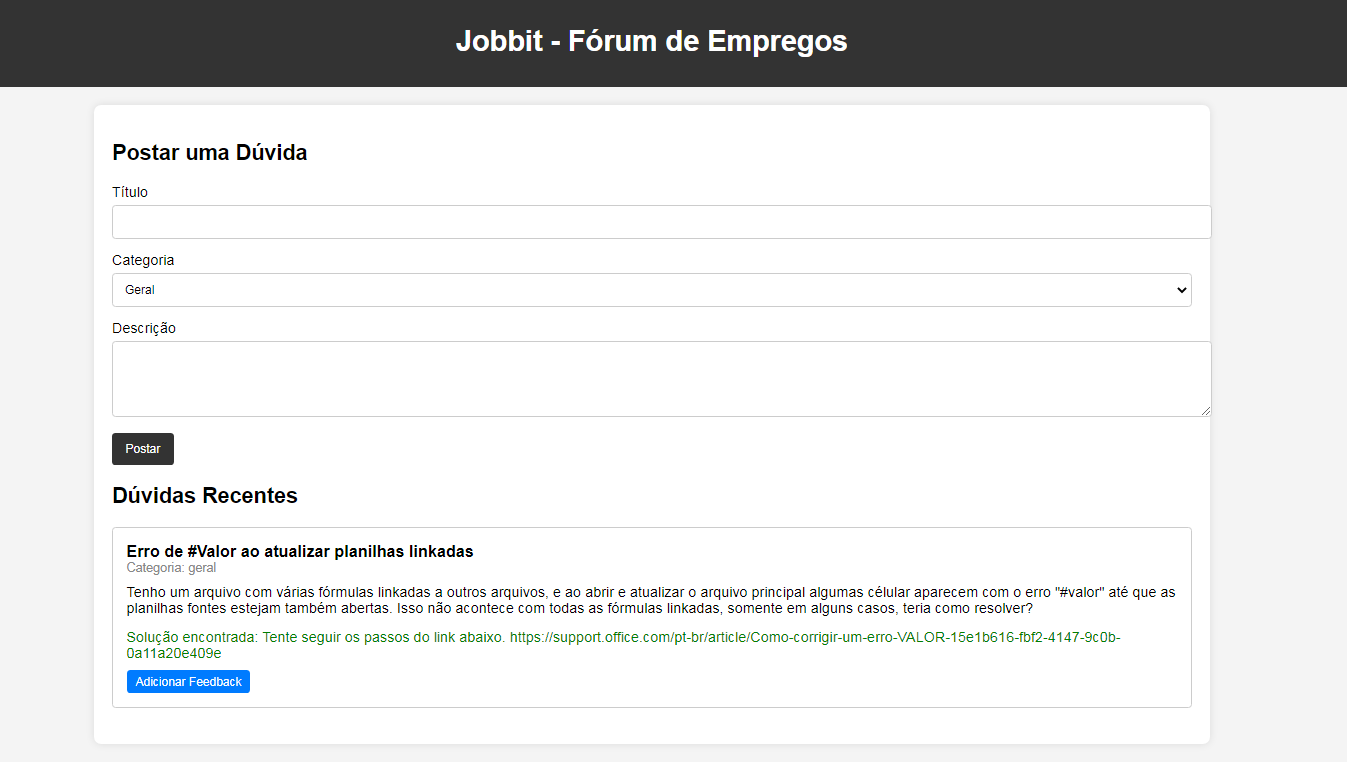 Jobbit - Fórum de Empregos
Postar uma Dúvida
Título
Categoria
Geral
Descrição
Postar
Dúvidas Recentes
Erro de #Valor ao atualizar planilhas linkadas
Categoria: geral
Tenho um arquivo com várias fórmulas linkadas a outros arquivos, e ao abrir e atualizar o arquivo principal algumas célular aparecem com o erro "#valor" até que as
planilhas fontes estejam também abertas. Isso não acontece com todas as fórmulas linkadas, somente em alguns casos, teria como resolver?
Solução encontrada: Tente seguir os passos do link abaixo. https://support.office.com/pt-br/article/Como-corrigir-um-erro-VALOR-15e1b616-fbf2-4147-9c0b-
0a11a20e409e
Adicionar Feedback